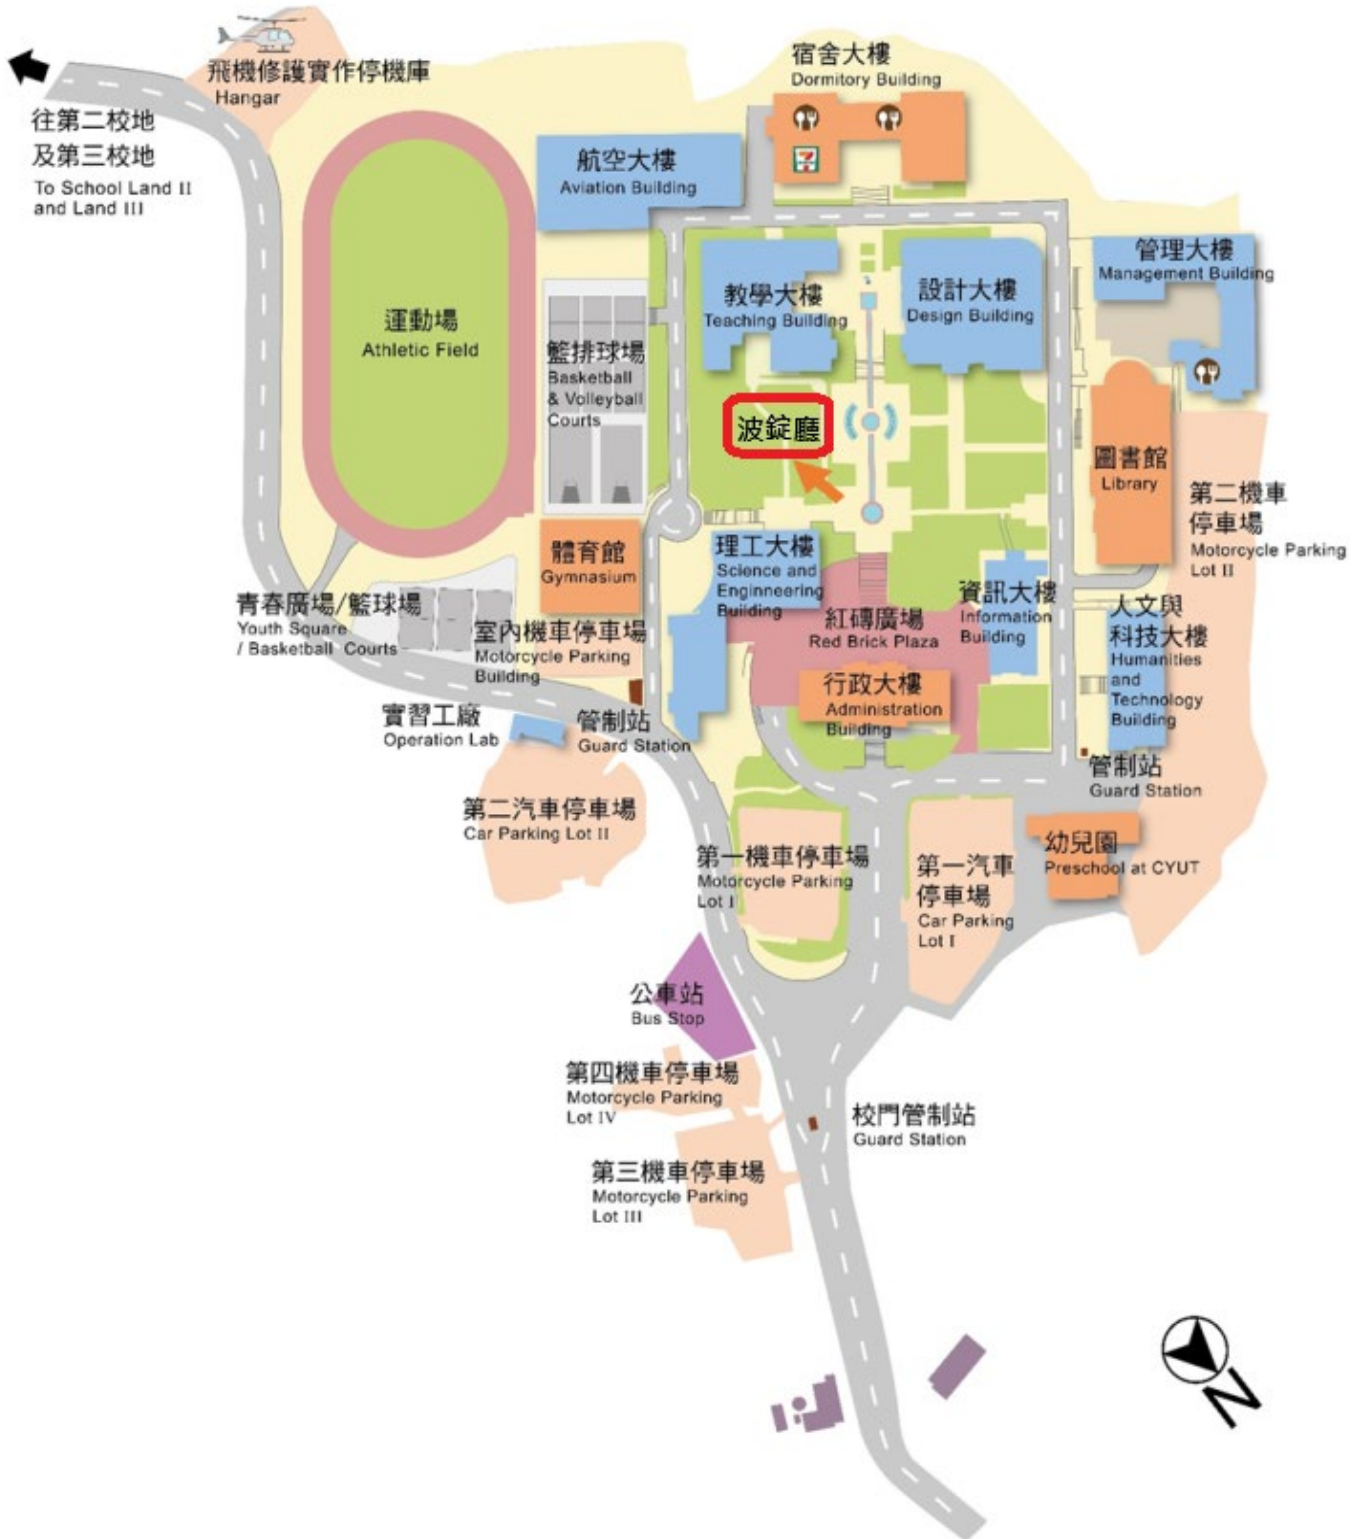 飛機修護實作停機庫
Hangar
往第二校地
及第三校地
To School Land II
and Land III
宿舍大樓
Dormitory Building
7
航空大樓
Aviation Building
運動場
Athletic Field
籃排球場
Basketball
& Volleyball
Courts
教學大樓
Teaching Building
設計大樓
Design Building
管理大樓
Management Building
波錠廳
圖書館
Library
第二機車
停車場
Motorcycle Parking
Lot II
體育館
Gymnasium
理工大樓
Science and
Enginneering
Building
青春廣場/籃球場
Youth Square
/ Basketball Courts
室內機車停車場
Motorcycle Parking
Building
紅磚廣場
Red Brick Plaza
資訊大樓
Information
Building
人文與
科技大樓
Humanities
and
Technology
Building
行政大樓
Administration
Building
實習工廠
Operation Lab
管制站
Guard Station
管制站
Guard Station
第二汽車停車場
Car Parking Lot II
第一機車停車場
Motorcycle Parking
Lot I
第一汽車
停車場
Car Parking
Lot I
幼兒園
Preschool at CYUT
公車站
Bus Stop
第四機車停車場
Motorcycle Parking
Lot IV
校門管制站
Guard Station
第三機車停車場
Motorcycle Parking
Lot III
N